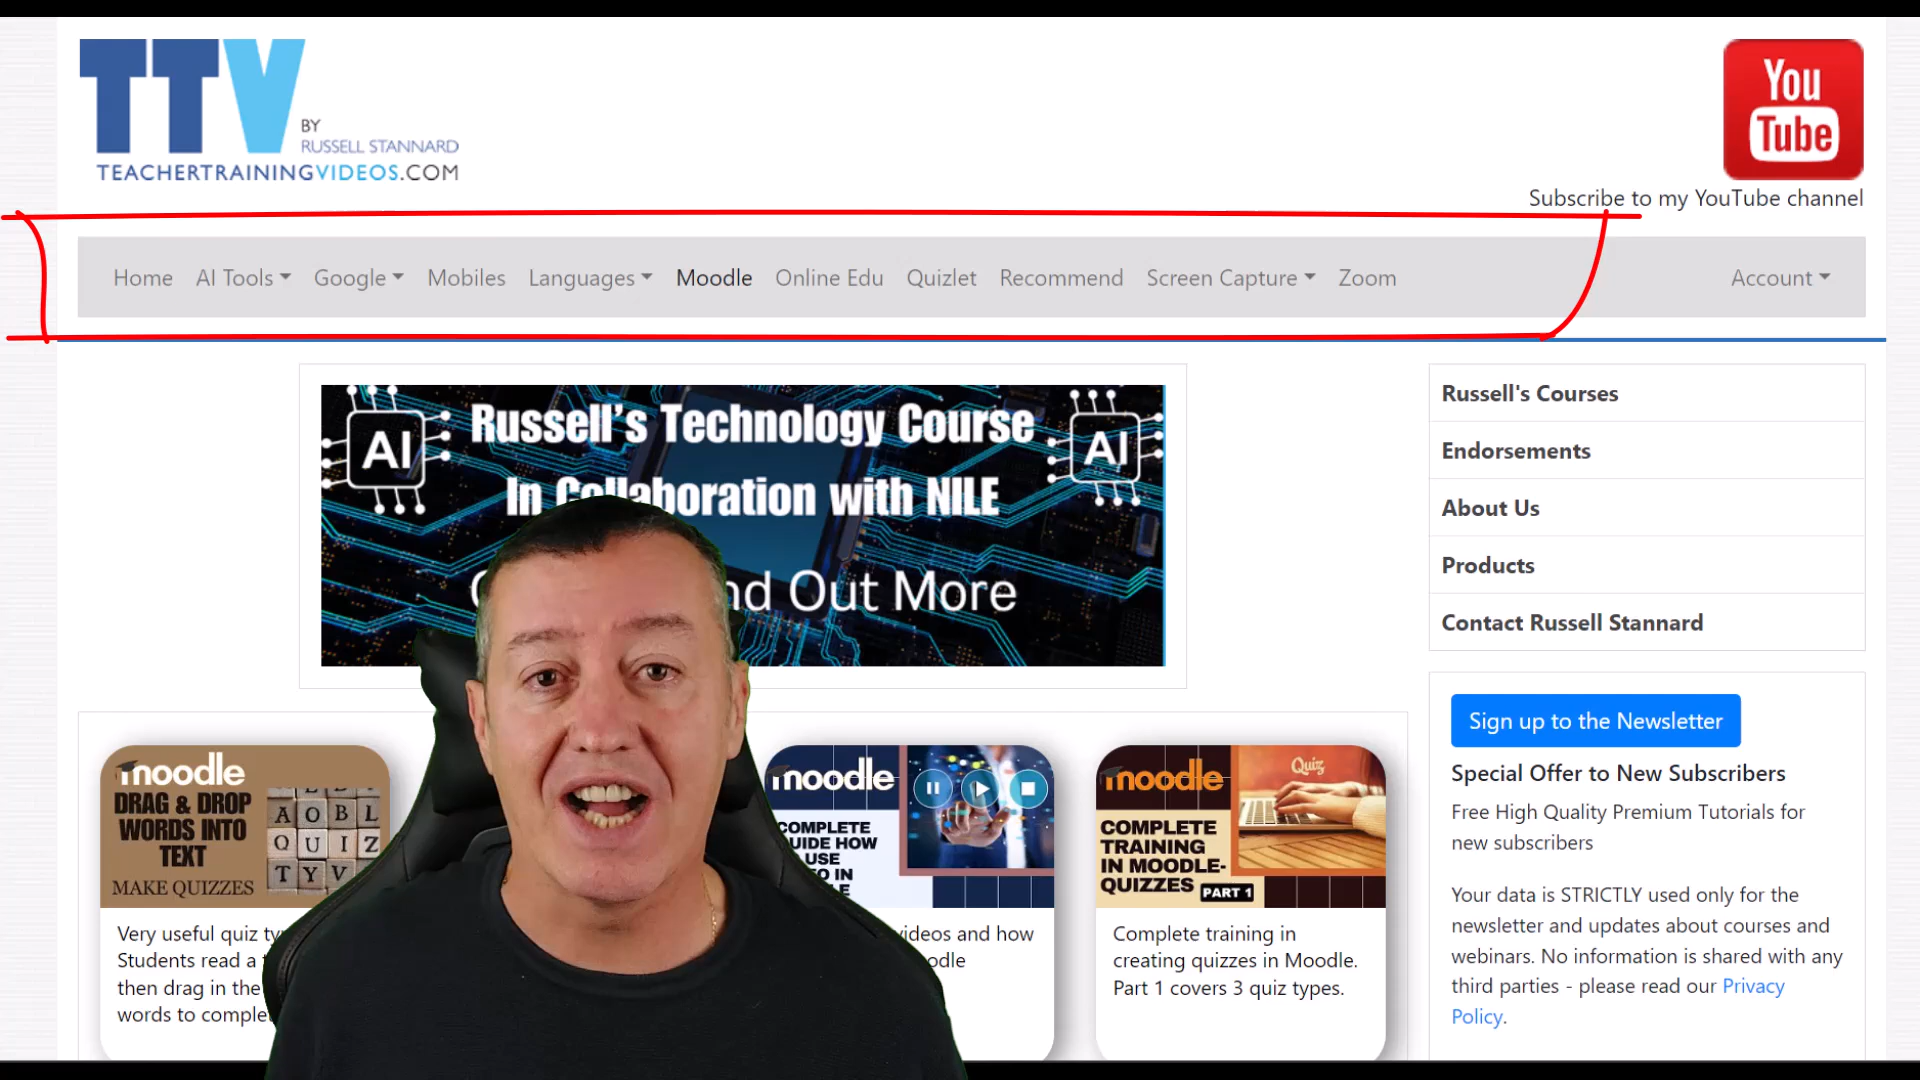 TTV
BY
RUSSELL STANNARD
TEACHERTRAININGVIDEOS.COM
You
Tube
Subscribe to my YouTube channel
Home AI Tools Google Mobiles Languages Moodle Online Edu Quizlet Recommend Screen Capture Zoom Account
AI Russell's Technology Course AI
In Collaboration with NILE
Out More
Russell's Courses
Endorsements
About Us
Products
Contact Russell Stannard
Sign up to the Newsletter
Special Offer to New Subscribers
Free High Quality Premium Tutorials for
new subscribers
Your data is STRICTLY used only for the
newsletter and updates about courses and
webinars. No information is shared with any
third parties - please read our Privacy
Policy.
moodle
DRAG & DROP
WORDS INTO
TEXT
MAKE QUIZZES
A O B L
Q U I Z
T Y V
Very useful quiz
Students read a
then drag in the
words to
moodle
COMPLETE
GUIDE HOW
USE
IN
videos and how
moodle
Quiz
COMPLETE
TRAINING
IN MOODLE-
QUIZZES PART 1
Complete training in
creating quizzes in Moodle.
Part 1 covers 3 quiz types.